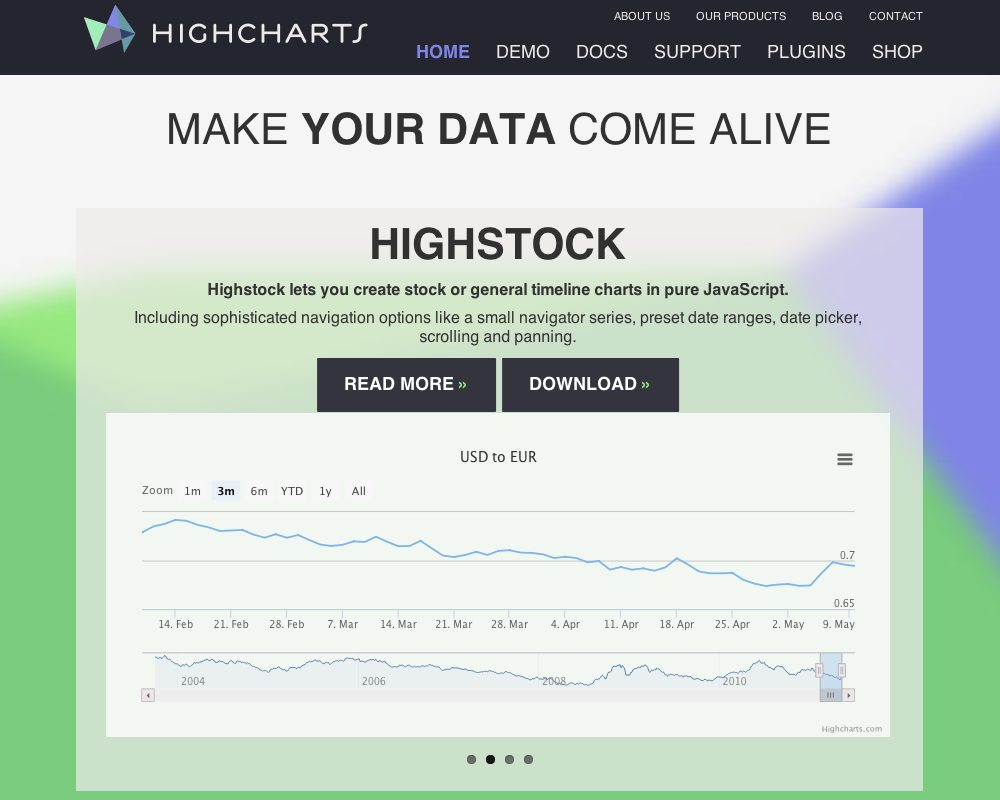 HIGHCHARTS
ABOUT US OUR PRODUCTS BLOG CONTACT
HOME DEMO DOCS SUPPORT PLUGINS SHOP
MAKE YOUR DATA COME ALIVE
HIGHSTOCK
Highstock lets you create stock or general timeline charts in pure JavaScript.
Including sophisticated navigation options like a small navigator series, preset date ranges, date picker,
scrolling and panning.
READ MORE » DOWNLOAD »
USD to EUR
Zoom 1m 3m 6m YTD 1y All
0.7
0.65
14. Feb 21. Feb 28. Feb 7. Mar 14. Mar 21. Mar 28. Mar 4. Apr 11. Apr 18. Apr 25. Apr 2. May 9. May
2004 2006 2008 2010
Highcharts.com